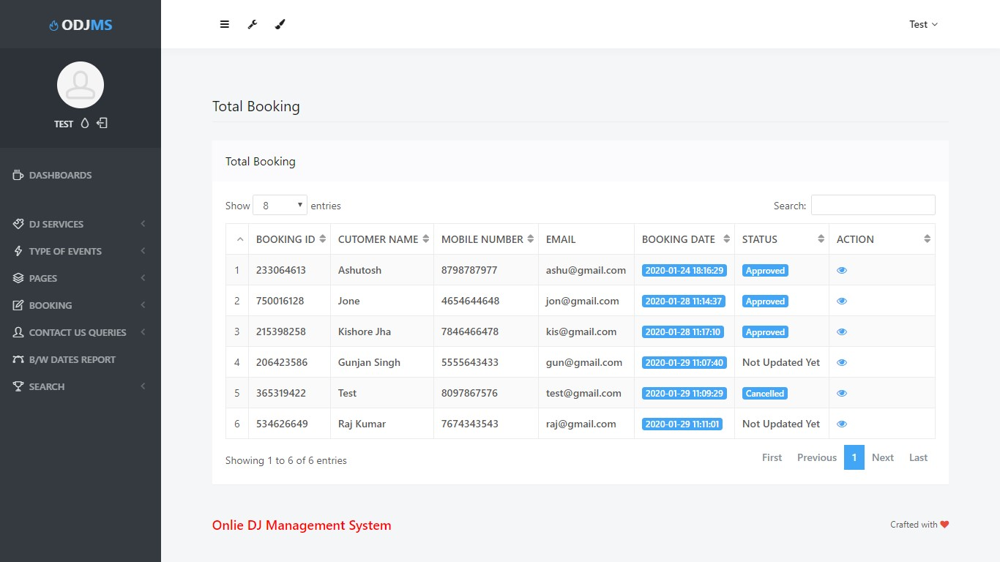 ODJMS
Test
TEST
DASHBOARDS
DJ SERVICES
TYPE OF EVENTS
PAGES
BOOKING
CONTACT US QUERIES
B/W DATES REPORT
SEARCH
Total Booking
Total Booking
Show 8 entries Search:
BOOKING ID CUTOMER NAME MOBILE NUMBER EMAIL BOOKING DATE STATUS ACTION
1 233064613 Ashutosh 8798787977 ashu@gmail.com 2020-01-24 18:16:29 Approved
2 750016128 Jone 4654644648 jon@gmail.com 2020-01-28 11:14:37 Approved
3 215398258 Kishore Jha 7846466478 kis@gmail.com 2020-01-28 11:17:10 Approved
4 206423586 Gunjan Singh 5555643433 gun@gmail.com 2020-01-29 11:07:40 Not Updated Yet
5 365319422 Test 8097867576 test@gmail.com 2020-01-29 11:09:29 Cancelled
6 534626649 Raj Kumar 7674343543 raj@gmail.com 2020-01-29 11:11:01 Not Updated Yet
Showing 1 to 6 of 6 entries First Previous 1 Next Last
Onlie DJ Management System Crafted with